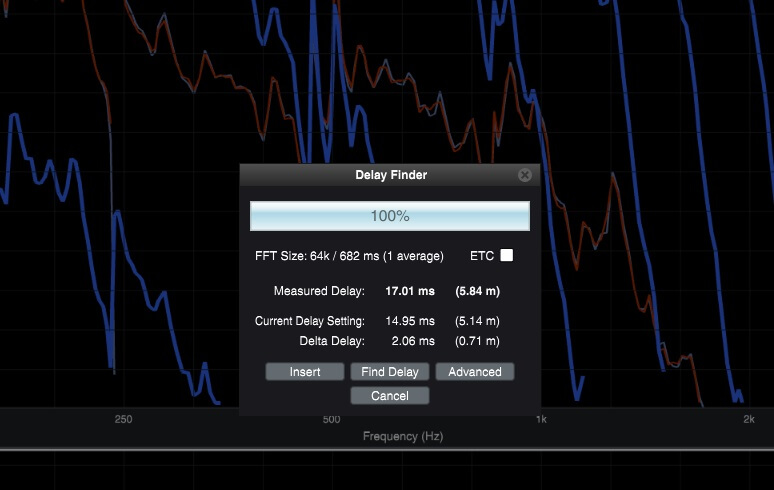 Delay Finder
100%
FFT Size: 64k / 682 ms (1 average) ETC
Measured Delay: 17.01 ms (5.84 m)
Current Delay Setting: 14.95 ms (5.14 m)
Delta Delay: 2.06 ms (0.71 m)
Insert Find Delay Advanced
Cancel
250 500 1k 2k
Frequency (Hz)